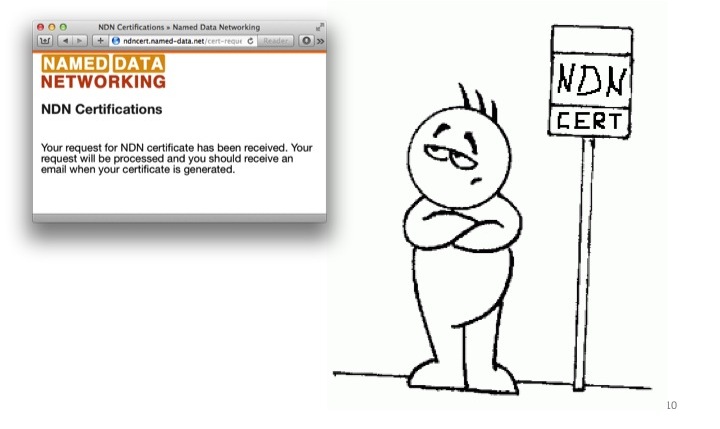 NDN Certifications » Named Data Networking
ndncert.named-data.net/cert-reque
Reader
NAMED DATA
NETWORKING
NDN Certifications
Your request for NDN certificate has been received. Your
request will be processed and you should receive an
email when your certificate is generated.
NDN
CERT
10